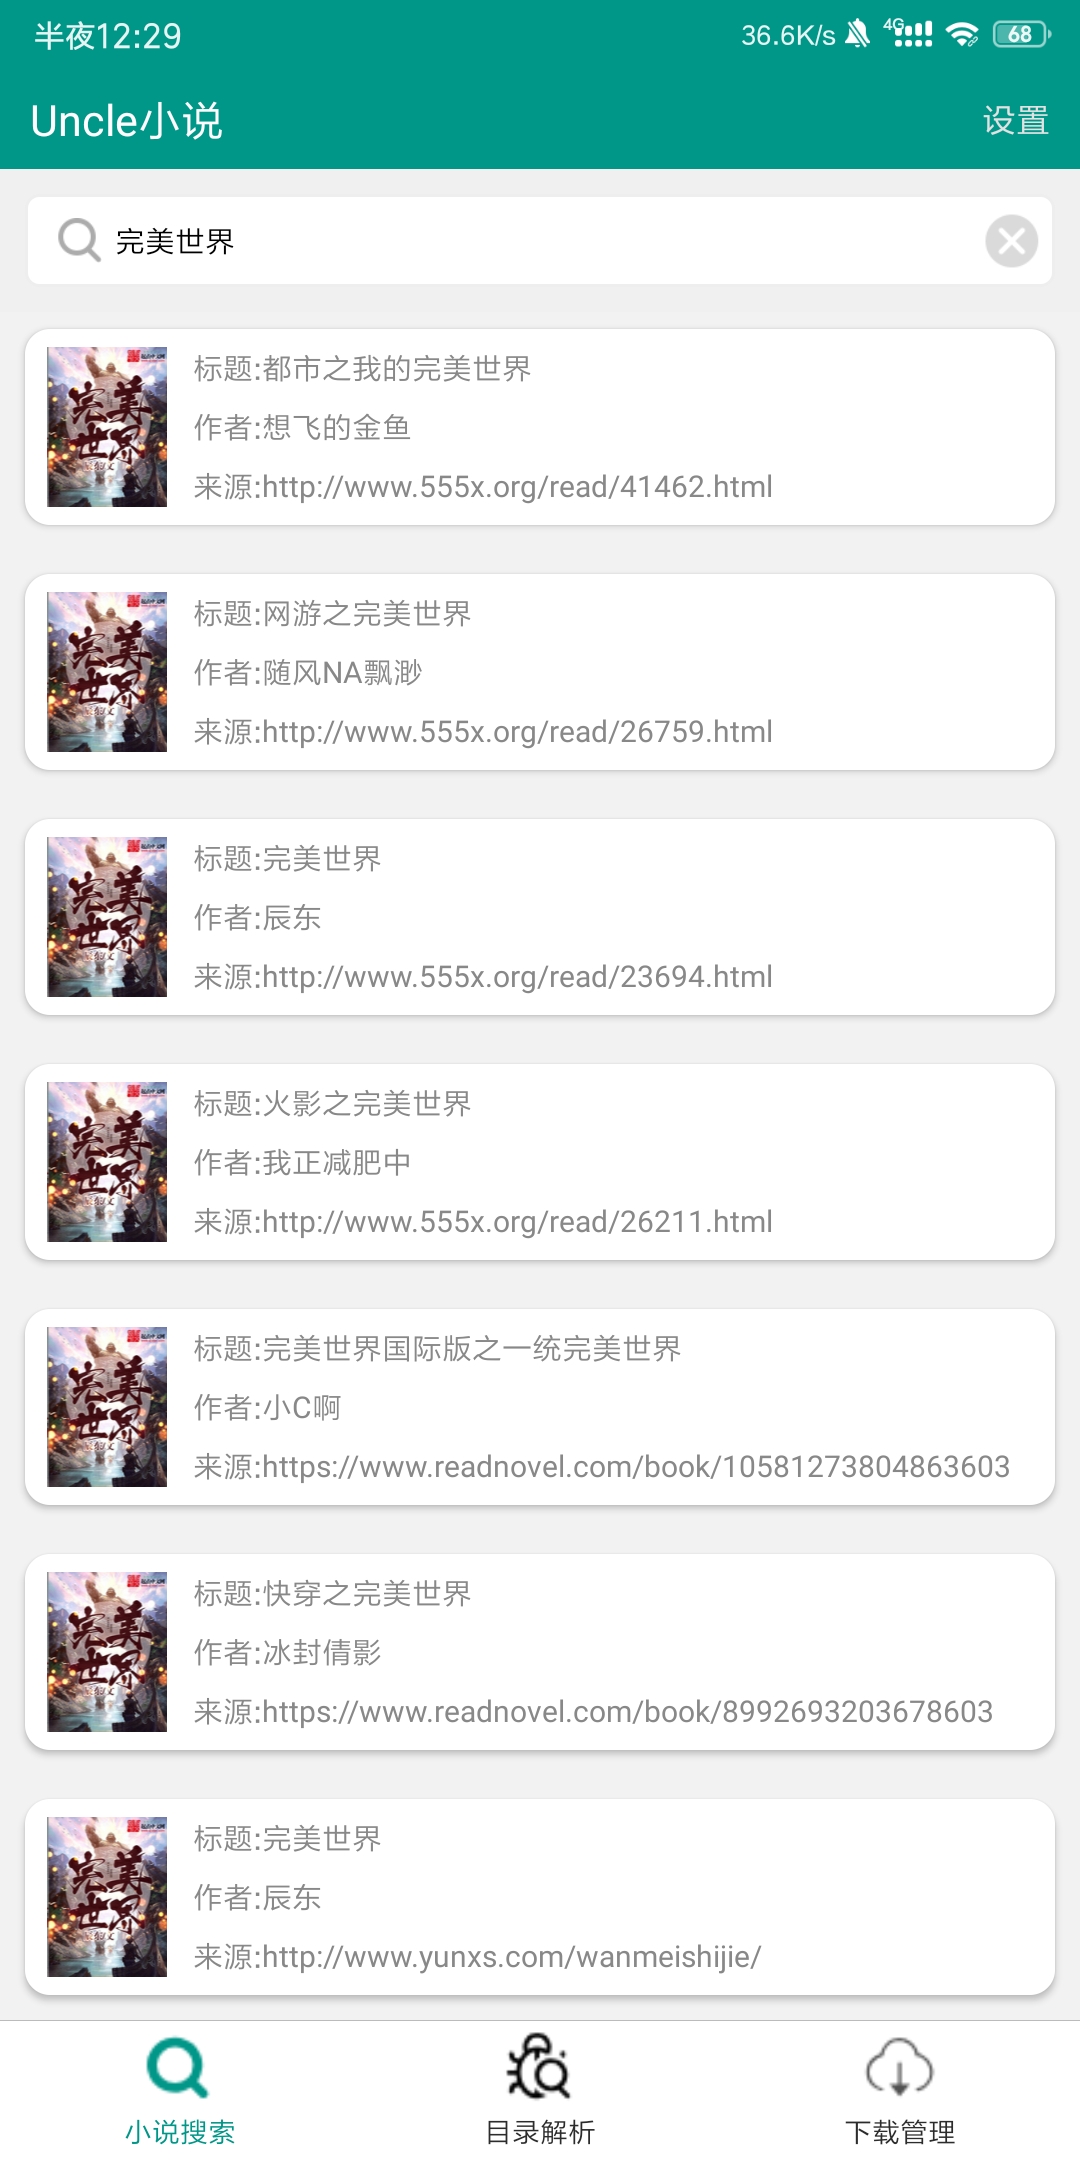 半夜12:29
36.6K/s 4G 68
Uncle小说
设置
完美世界
完美世界
标题:都市之我的完美世界
作者:想飞的金鱼
来源:http://www.555x.org/read/41462.html
完美世界
标题:网游之完美世界
作者:随风NA飘渺
来源:http://www.555x.org/read/26759.html
完美世界
标题:完美世界
作者:辰东
来源:http://www.555x.org/read/23694.html
完美世界
标题:火影之完美世界
作者:我正减肥中
来源:http://www.555x.org/read/26211.html
完美世界
标题:完美世界国际版之一统完美世界
作者:小C啊
来源:https://www.readnovel.com/book/10581273804863603
完美世界
标题:快穿之完美世界
作者:冰封倩影
来源:https://www.readnovel.com/book/8992693203678603
完美世界
标题:完美世界
作者:辰东
来源:http://www.yunxs.com/wanmeishijie/
小说搜索
目录解析
下载管理